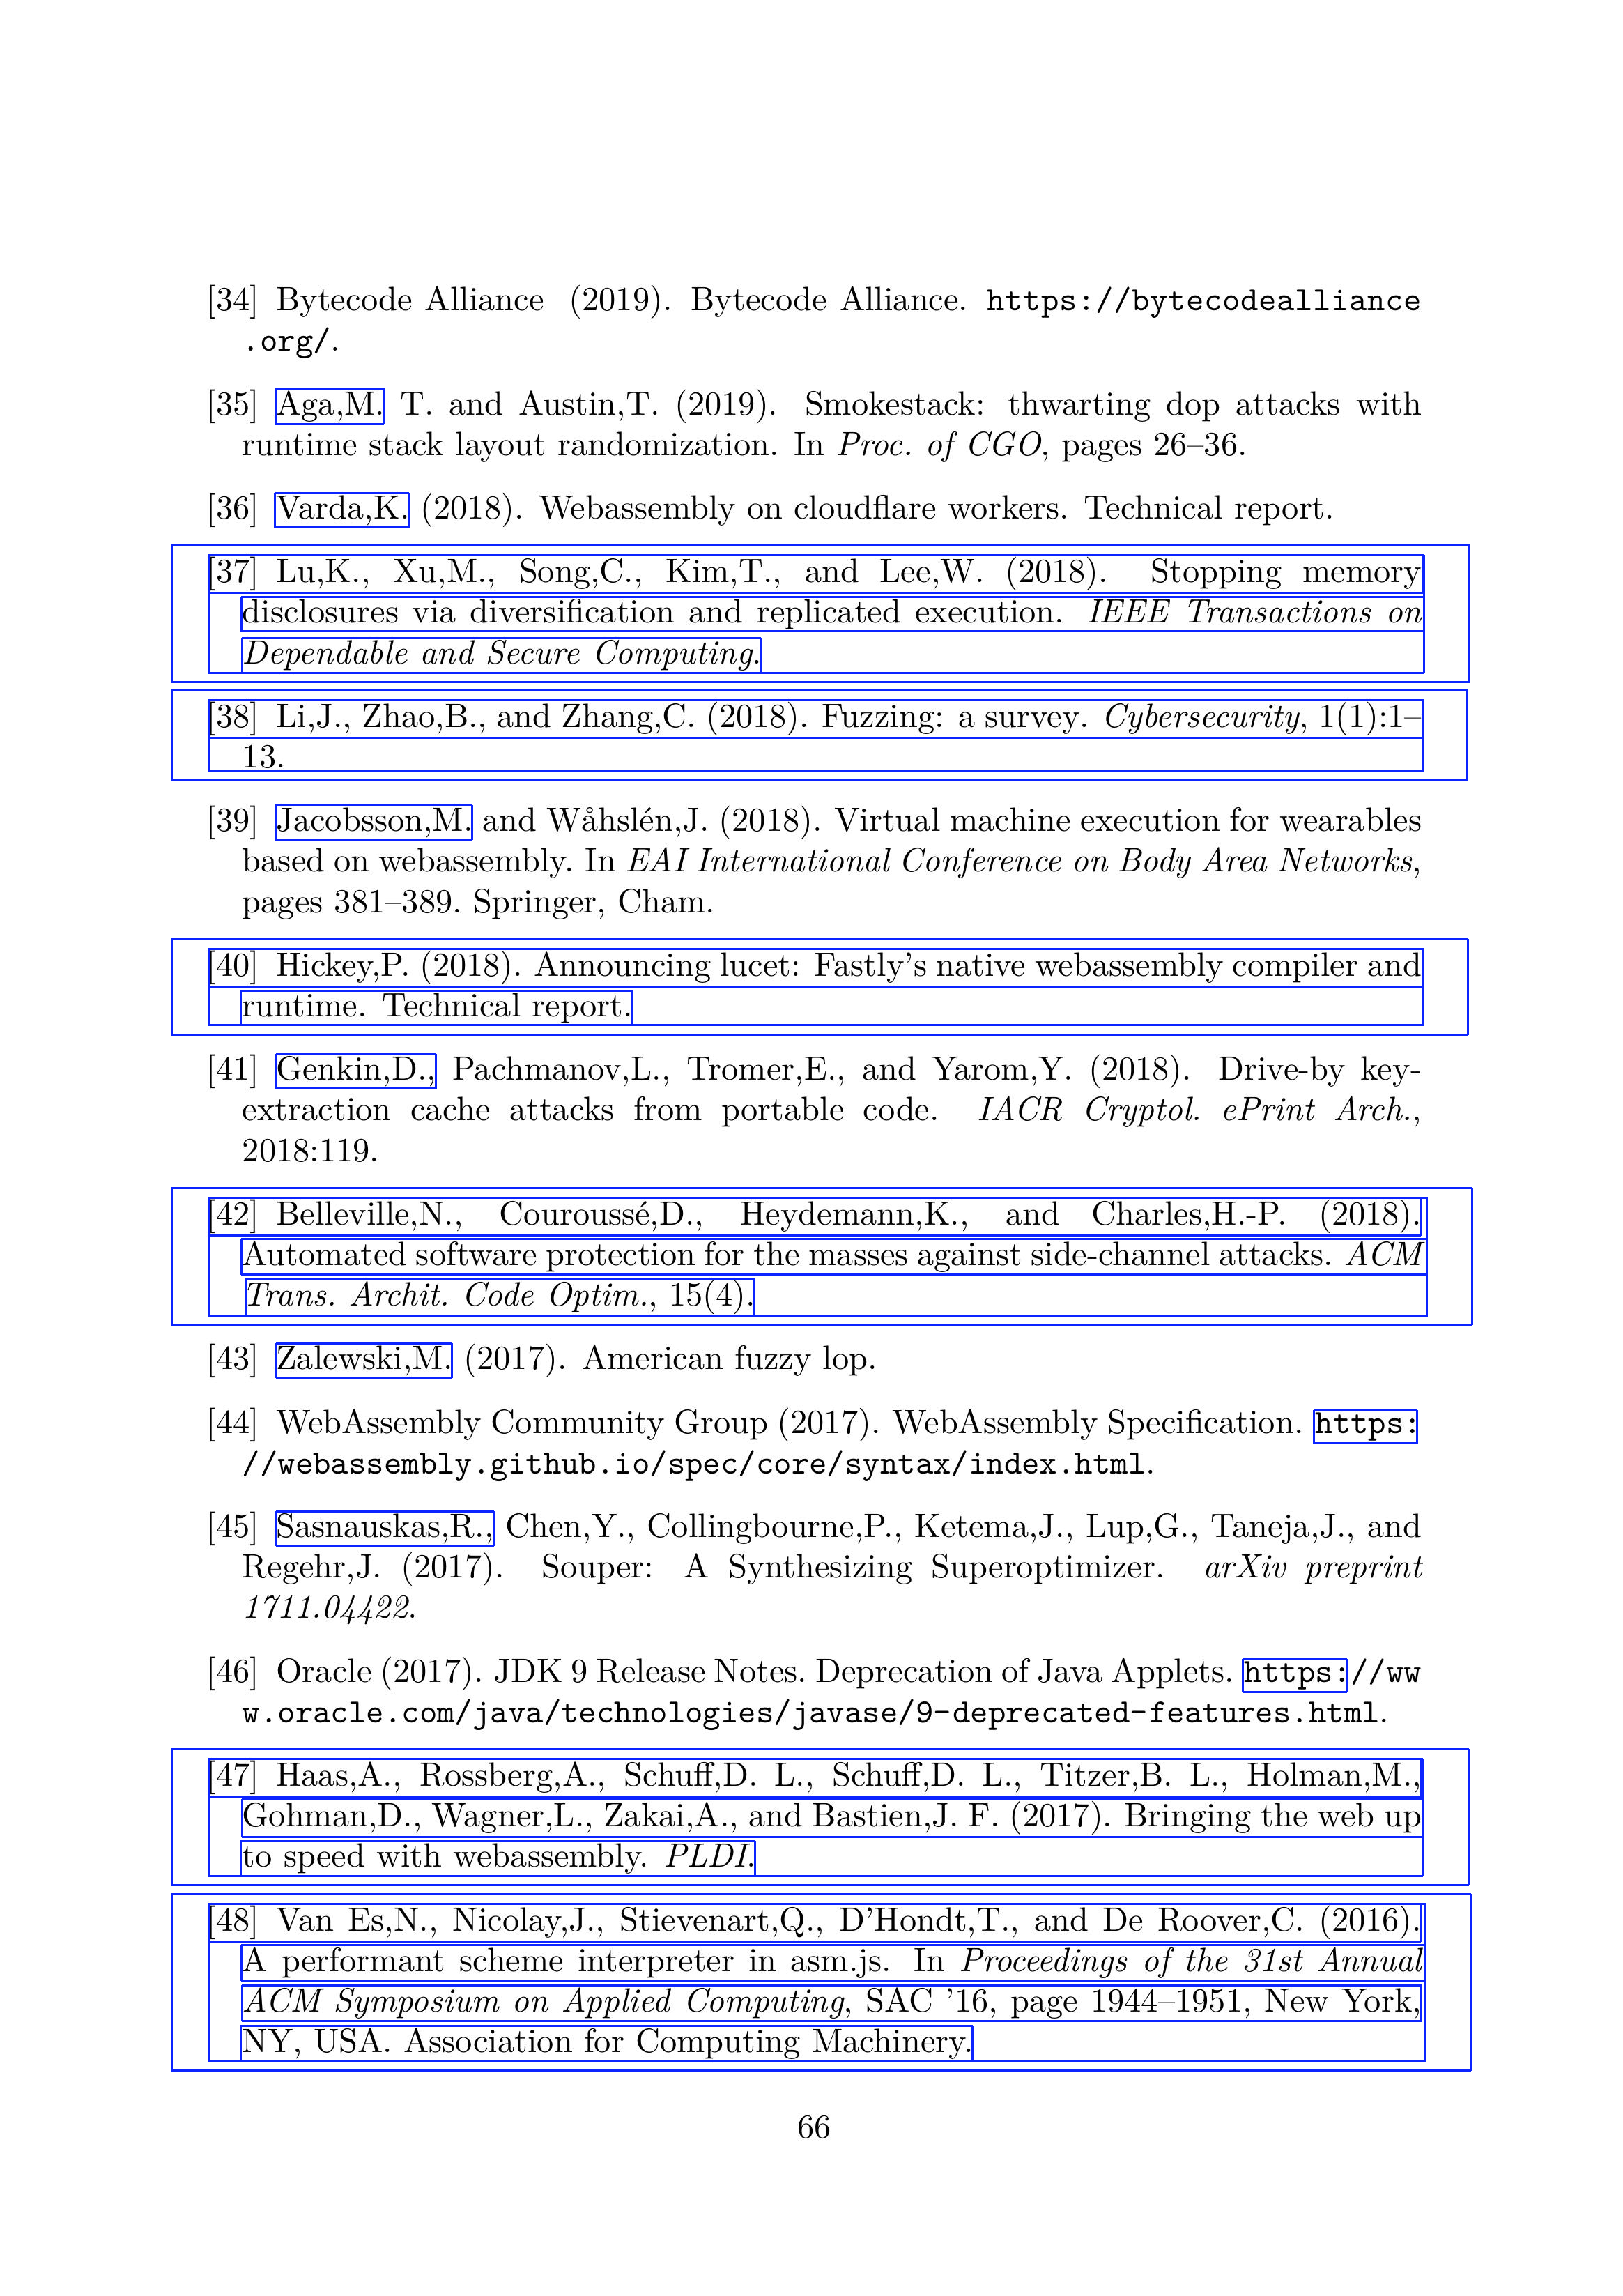 [34] Bytecode Alliance (2019). Bytecode Alliance. https://bytecodealliance
.org/.
[35] Aga,M. T. and Austin,T. (2019). Smokestack: thwarting dop attacks with
runtime stack layout randomization. In Proc. of CGO, pages 26–36.
[36] Varda,K. (2018). Webassembly on cloudflare workers. Technical report.
[37] Lu,K., Xu,M., Song,C., Kim,T., and Lee,W. (2018). Stopping memory
disclosures via diversification and replicated execution. IEEE Transactions on
Dependable and Secure Computing.
[38] Li,J., Zhao,B., and Zhang,C. (2018). Fuzzing: a survey. Cybersecurity, 1(1):1–
13.
[39] Jacobsson,M. and Wåhslén,J. (2018). Virtual machine execution for wearables
based on webassembly. In EAI International Conference on Body Area Networks,
pages 381–389. Springer, Cham.
[40] Hickey,P. (2018). Announcing lucet: Fastly's native webassembly compiler and
runtime. Technical report.
[41] Genkin,D., Pachmanov,L., Tromer,E., and Yarom,Y. (2018). Drive-by key-
extraction cache attacks from portable code. IACR Cryptol. ePrint Arch.,
2018:119.
[42] Belleville,N., Couroussé,D., Heydemann,K., and Charles,H.-P. (2018).
Automated software protection for the masses against side-channel attacks. ACM
Trans. Archit. Code Optim., 15(4).
[43] Zalewski,M. (2017). American fuzzy lop.
[44] WebAssembly Community Group (2017). WebAssembly Specification. https:
//webassembly.github.io/spec/core/syntax/index.html.
[45] Sasnauskas,R., Chen,Y., Collingbourne,P., Ketema,J., Lup,G., Taneja,J., and
Regehr,J. (2017). Souper: A Synthesizing Superoptimizer. arXiv preprint
1711.04422.
[46] Oracle (2017). JDK 9 Release Notes. Deprecation of Java Applets. https://ww
w.oracle.com/java/technologies/javase/9-deprecated-features.html.
[47] Haas,A., Rossberg,A., Schuff,D. L., Schuff,D. L., Titzer,B. L., Holman,M.,
Gohman,D., Wagner,L., Zakai,A., and Bastien,J. F. (2017). Bringing the web up
to speed with webassembly. PLDI.
[48] Van Es,N., Nicolay,J., Stievenart,Q., D'Hondt,T., and De Roover,C. (2016).
A performant scheme interpreter in asm.js. In Proceedings of the 31st Annual
ACM Symposium on Applied Computing, SAC '16, page 1944–1951, New York,
NY, USA. Association for Computing Machinery.
66